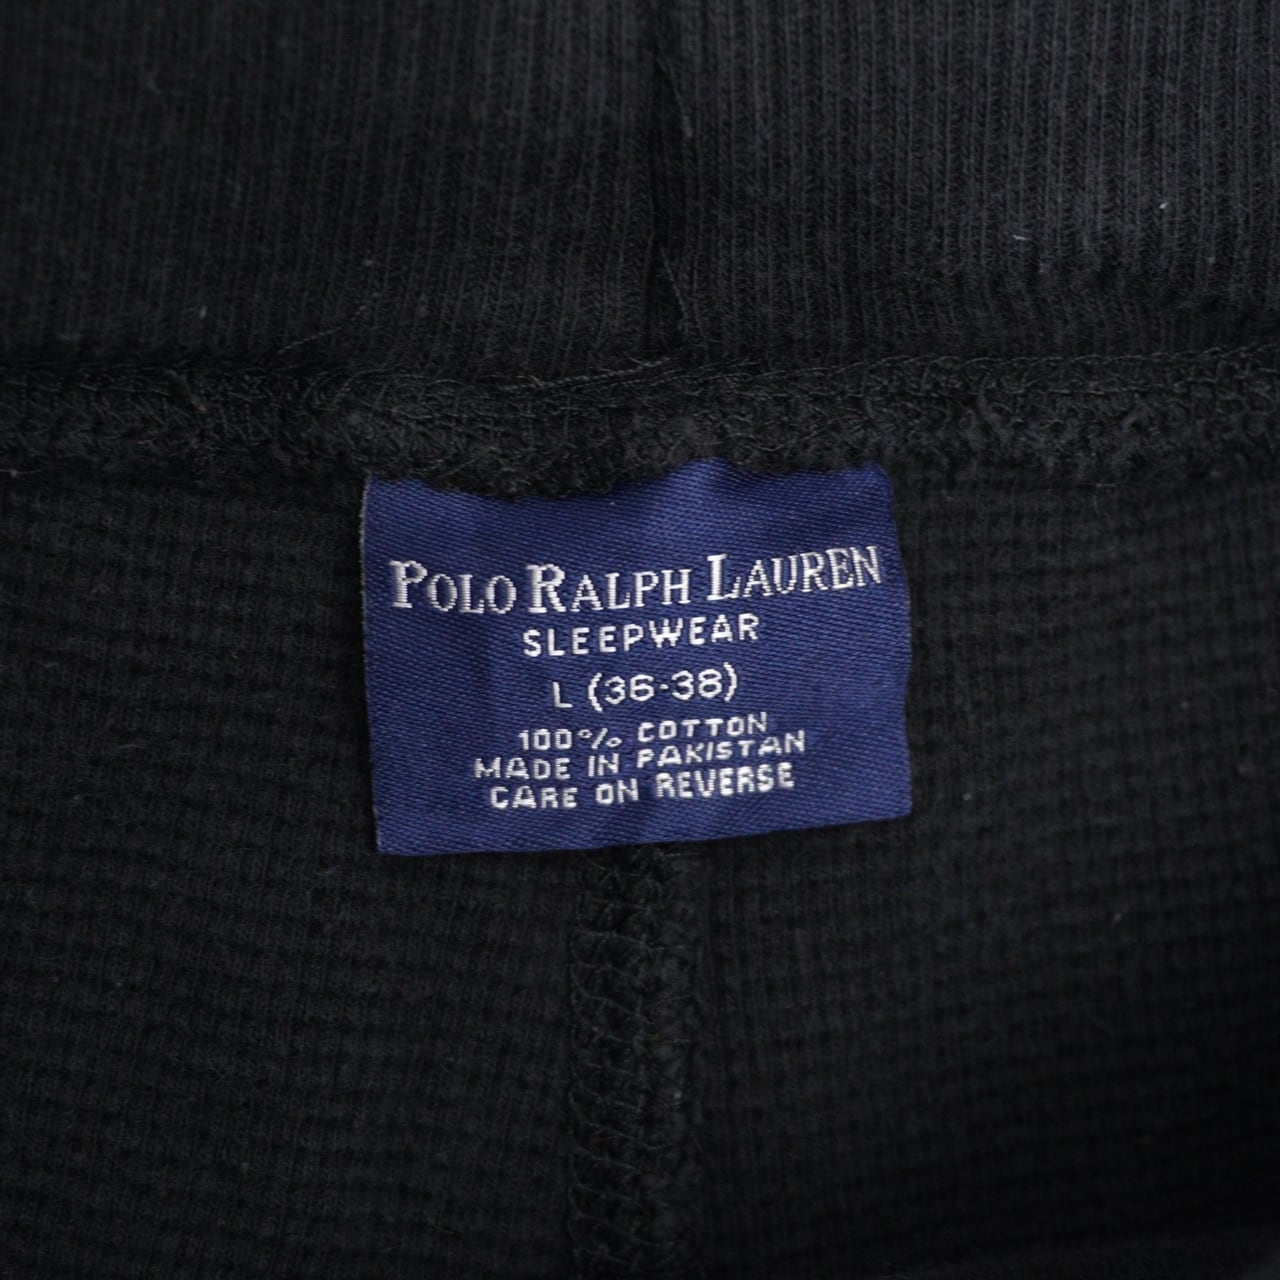 POLO RALPH LAUREN
SLEEPWEAR
L (36-38)
100% COTTON
MADE IN PAKISTAN
CARE ON REVERSE